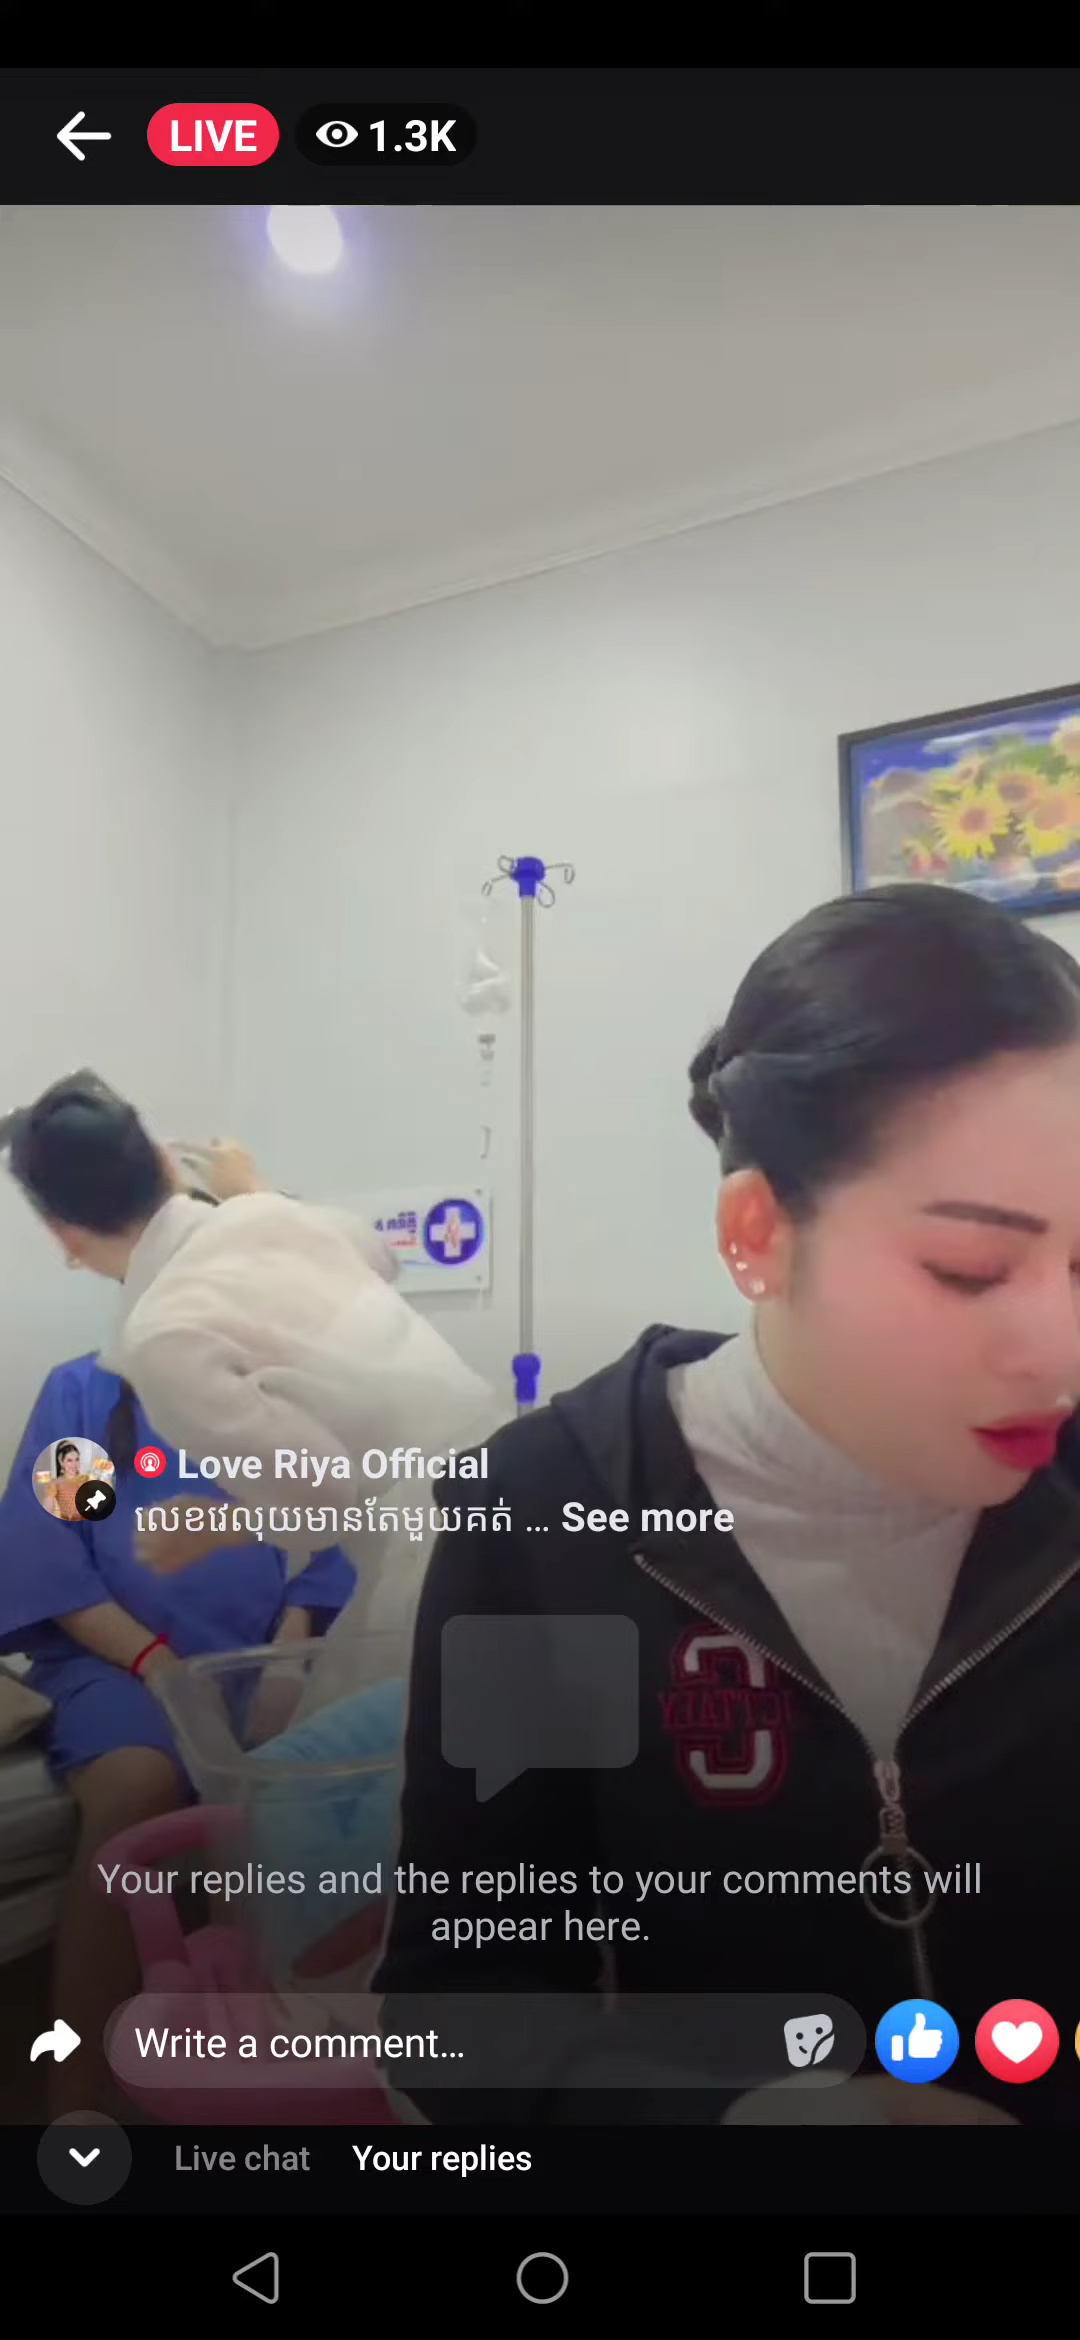 LIVE
1.3K
Love Riya Official
លេខវេលុយមានតែមួយគត់ ... See more
Your replies and the replies to your comments will
appear here.
Write a comment...
Live chat
Your replies